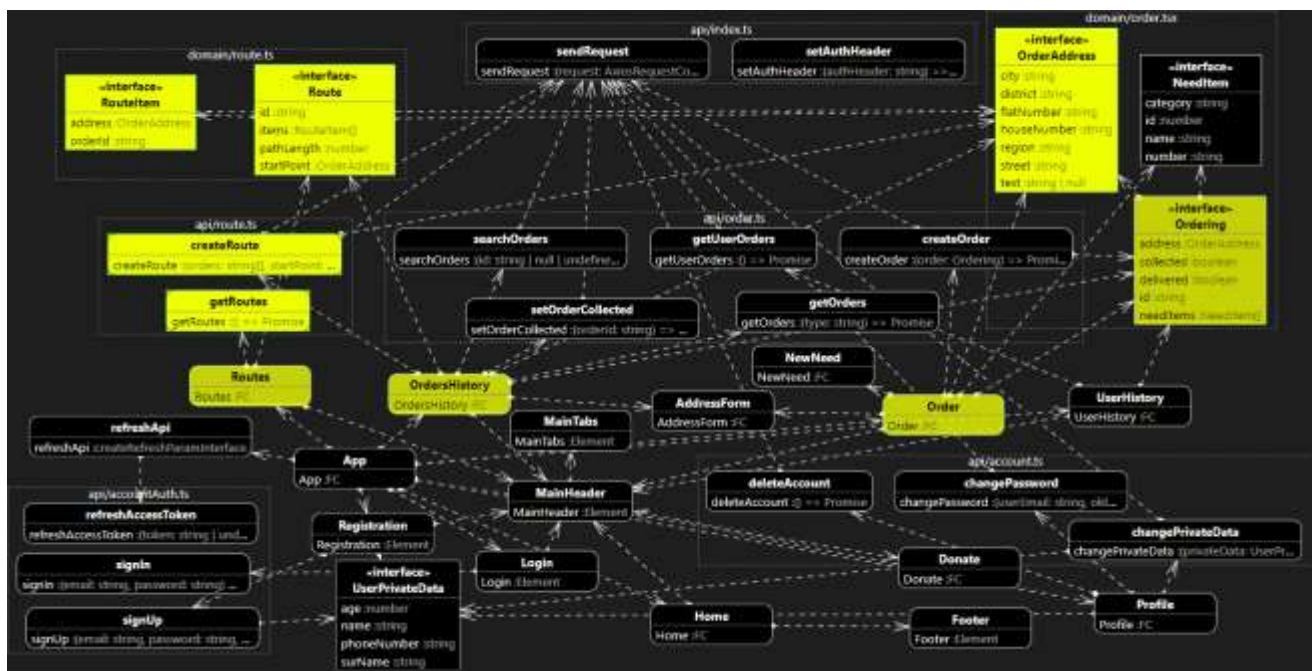 api/index.ts
domain/order.tsx
sendRequest
sendRequest :(request: AxiosRequestCo...
setAuthHeader
setAuthHeader :(authHeader: string) =>...
domain/route.ts
«interface»
RouteItem
address :OrderAddress
orderId :string
«interface»
Route
id :string
items :RouteItem[]
pathLength :number
startPoint :OrderAddress
«interface»
OrderAddress
city :string
district :string
flatNumber :string
houseNumber :string
region :string
street :string
text :string | null
«interface»
NeedItem
category :string
id :number
name :string
number :string
«interface»
Ordering
address :OrderAddress
collected :boolean
delivered :boolean
id :string
needItems :NeedItem[]
api/route.ts
createRoute
createRoute :(orders: string[], startPoint: ...
getRoutes
getRoutes :() => Promise
api/order.ts
searchOrders
searchOrders :(id: string | null | undefine...
getUserOrders
getUserOrders :() => Promise
createOrder
createOrder :(order: Ordering) => Promi...
setOrderCollected
setOrderCollected :(orderId: string) => ...
getOrders
getOrders :(type: string) => Promise
Routes
Routes :FC
OrdersHistory
OrdersHistory :FC
NewNeed
NewNeed :FC
AddressForm
AddressForm :FC
Order
Order :FC
UserHistory
UserHistory :FC
MainTabs
MainTabs :Element
refreshApi
refreshApi :createRefreshParamInterface
App
App :FC
MainHeader
MainHeader :Element
api/account.ts
deleteAccount
deleteAccount :() => Promise
changePassword
changePassword :(userEmail: string, old...
changePrivateData
changePrivateData :(privateData: UserPr...
api/accountAuth.ts
refreshAccessToken
refreshAccessToken :(token: string | und...
signIn
signIn :(email: string, password: string) ...
signUp
signUp :(email: string, password: string, ...
Registration
Registration :Element
Login
Login :Element
«interface»
UserPrivateData
age :number
name :string
phoneNumber :string
surName :string
Donate
Donate :FC
Home
Home :FC
Footer
Footer :Element
Profile
Profile :FC